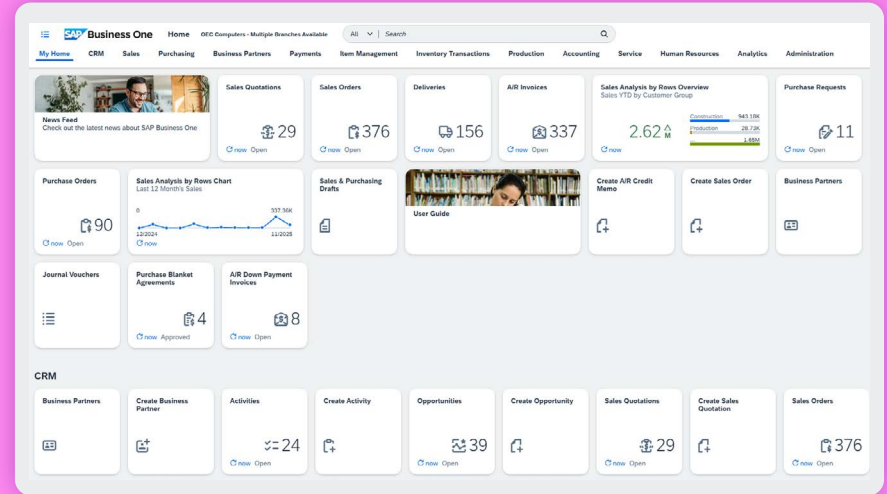 SAP Business One Home OEC Computers - Multiple Branches Available All Search
My Home CRM Sales Purchasing Business Partners Payments Item Management Inventory Transactions Production Accounting Service Human Resources Analytics Administration
News Feed
Check out the latest news about SAP Business One
Sales Quotations
29
now Open
Sales Orders
376
now Open
Deliveries
156
now Open
A/R Invoices
337
now Open
Sales Analysis by Rows Overview
Sales YTD by Customer Group
2.62 M
now
Construction 943.10K
Production 28.73K
1.65M
Purchase Requests
11
now Open
Purchase Orders
90
now Open
Sales Analysis by Rows Chart
Last 12 Month's Sales
0 337.36K
12/2024 11/2025
now
Sales & Purchasing
Drafts
User Guide
Create A/R Credit
Memo
Create Sales Order
Business Partners
Journal Vouchers
Purchase Blanket
Agreements
4
now Approved
A/R Down Payment
Invoices
8
now Open
CRM
Business Partners
Create Business
Partner
Activities
24
now Open
Create Activity
Opportunities
39
now Open
Create Opportunity
Sales Quotations
29
now Open
Create Sales
Quotation
Sales Orders
376
now Open